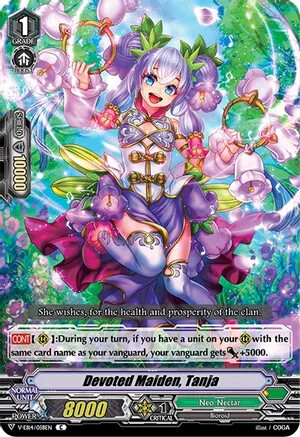 1
GRADE
BOOST
10000
She wishes, for the health and prosperity of the clan.
CONT【 】:During your turn, if you have a unit on your with the
same card name as your vanguard, your vanguard gets +5000.
Devoted Maiden, Tanja
NORMAL
UNIT
POWER
8000
1
CRITICAL
Neo Nectar
Bioroid
V-EB14/058EN C
illust / COGA